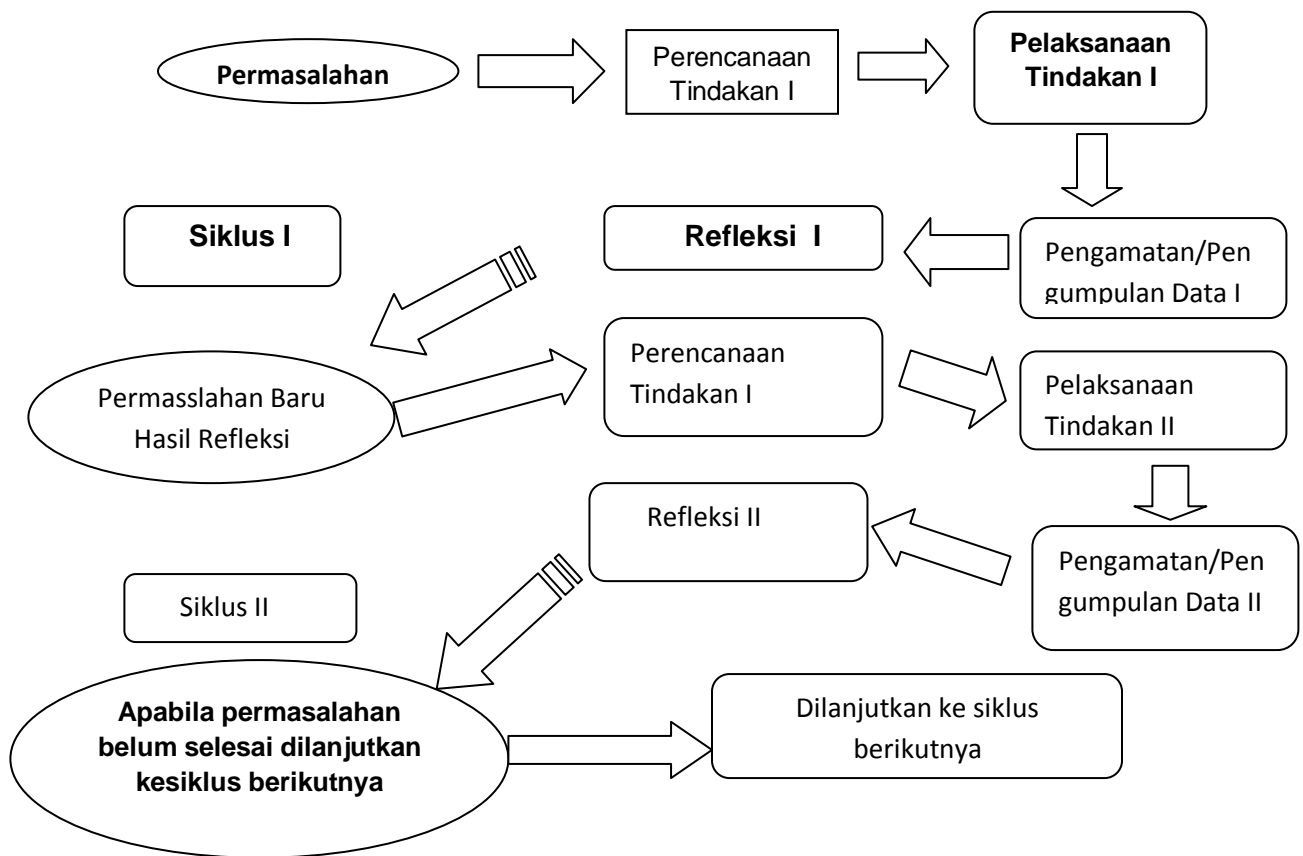 Permasalahan
Perencanaan
Tindakan I
Pelaksanaan
Tindakan I
Siklus I
Refleksi I
Pengamatan/Pen
gumpulan Data I
Permasslahan Baru
Hasil Refleksi
Perencanaan
Tindakan I
Pelaksanaan
Tindakan II
Refleksi II
Pengamatan/Pen
gumpulan Data II
Siklus II
Apabila permasalahan
belum selesai dilanjutkan
kesiklus berikutnya
Dilanjutkan ke siklus
berikutnya